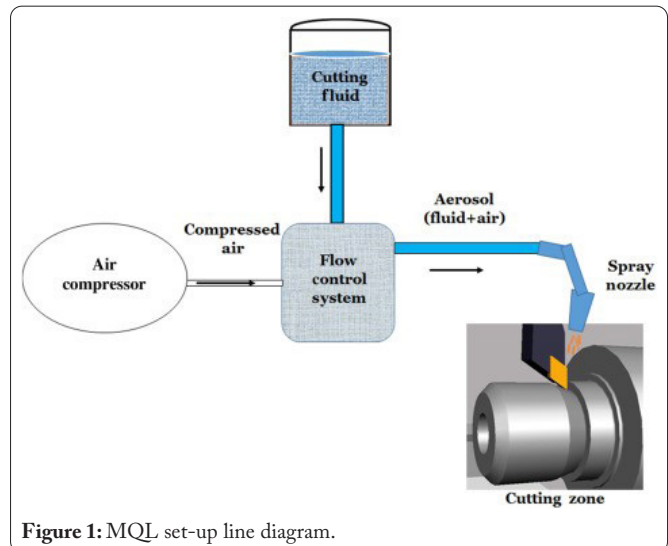 Cutting
fluid
Aerosol
(fluid+air)
Compressed
air
Air
compressor
Flow
control
system
Spray
nozzle
Cutting zone
Figure 1: MQL set-up line diagram.